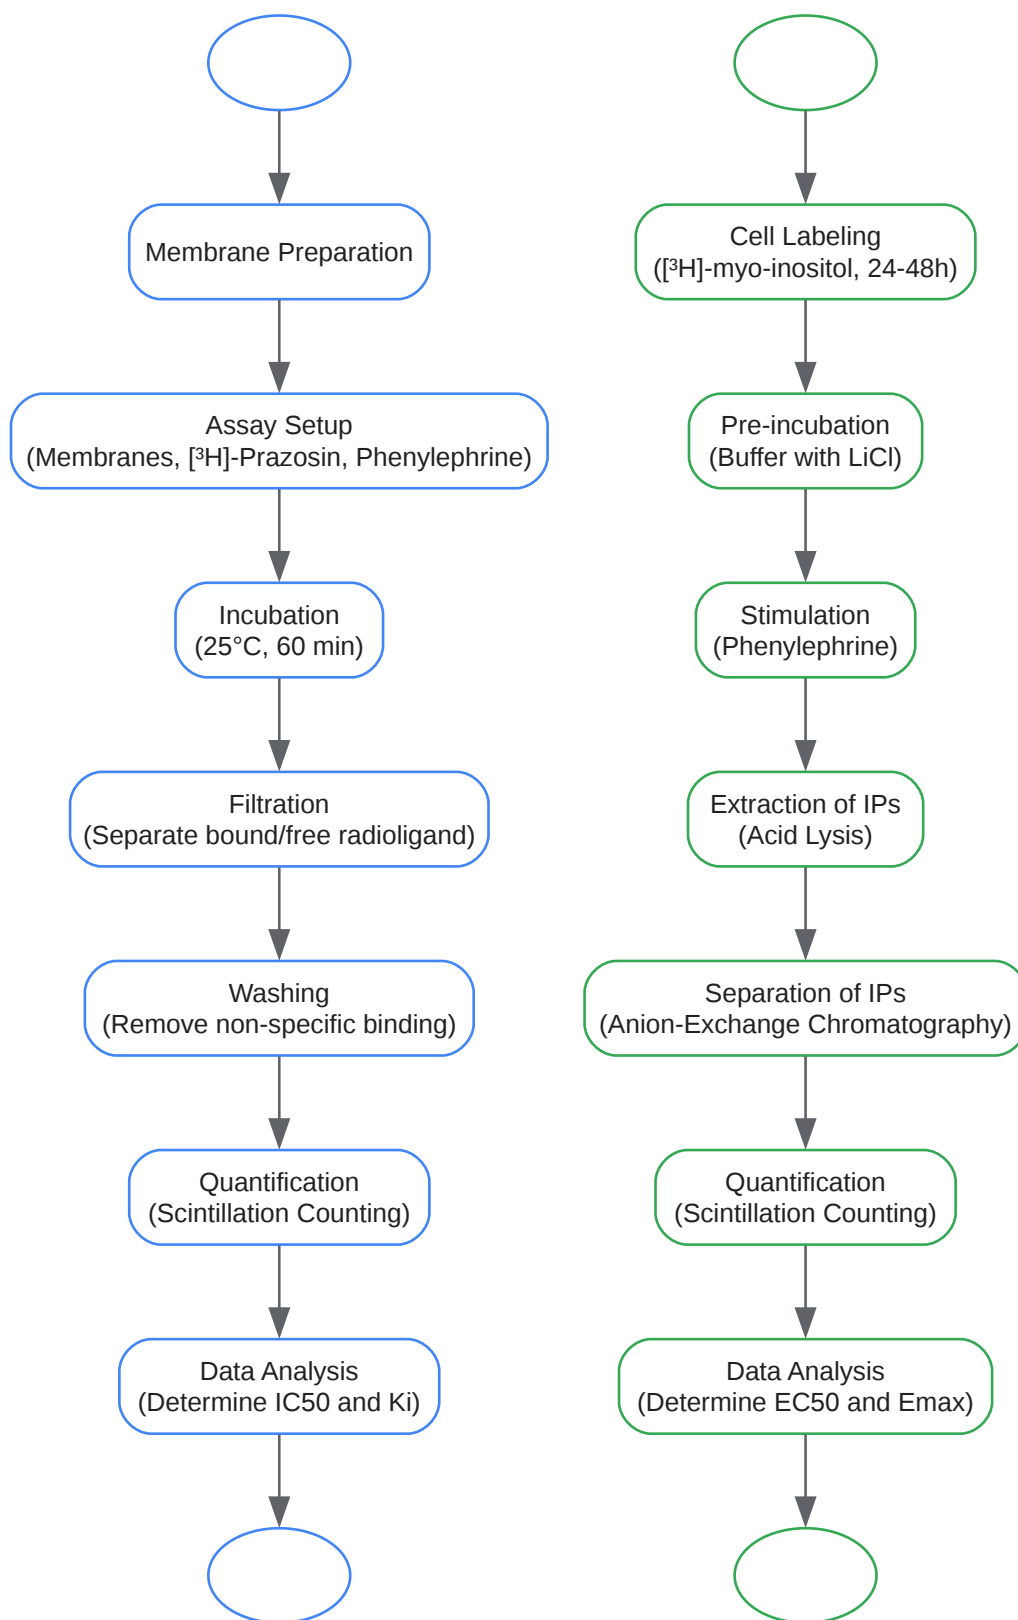 Membrane Preparation
Assay Setup
(Membranes, [³H]-Prazosin, Phenylephrine)
Incubation
(25°C, 60 min)
Filtration
(Separate bound/free radioligand)
Washing
(Remove non-specific binding)
Quantification
(Scintillation Counting)
Data Analysis
(Determine IC50 and Ki)
Cell Labeling
([³H]-myo-inositol, 24-48h)
Pre-incubation
(Buffer with LiCl)
Stimulation
(Phenylephrine)
Extraction of IPs
(Acid Lysis)
Separation of IPs
(Anion-Exchange Chromatography)
Quantification
(Scintillation Counting)
Data Analysis
(Determine EC50 and Emax)